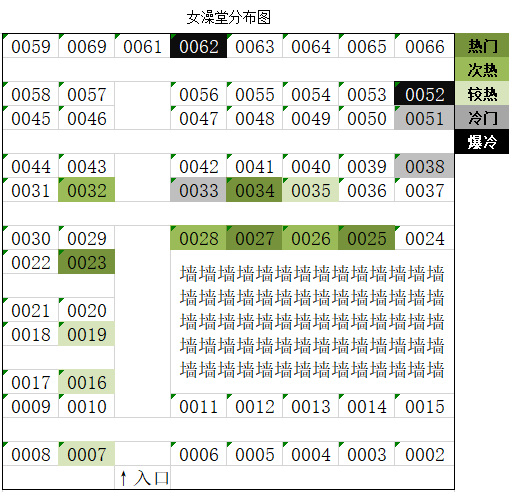 女澡堂分布图
0059 0069 0061 0062 0063 0064 0065 0066 热门
次热
0058 0057 0056 0055 0054 0053 0052 较热
0045 0046 0047 0048 0049 0050 0051 冷门
爆冷
0044 0043 0042 0041 0040 0039 0038
0031 0032 0033 0034 0035 0036 0037
0030 0029 0028 0027 0026 0025 0024
0022 0023
墙墙墙墙墙墙墙墙墙墙墙墙墙墙
墙墙墙墙墙墙墙墙墙墙墙墙墙墙
0021 0020
墙墙墙墙墙墙墙墙墙墙墙墙墙墙
0018 0019
墙墙墙墙墙墙墙墙墙墙墙墙墙墙
0017 0016
墙墙墙墙墙墙墙墙墙墙墙墙墙墙
0009 0010 0011 0012 0013 0014 0015
0008 0007 0006 0005 0004 0003 0002
↑入口